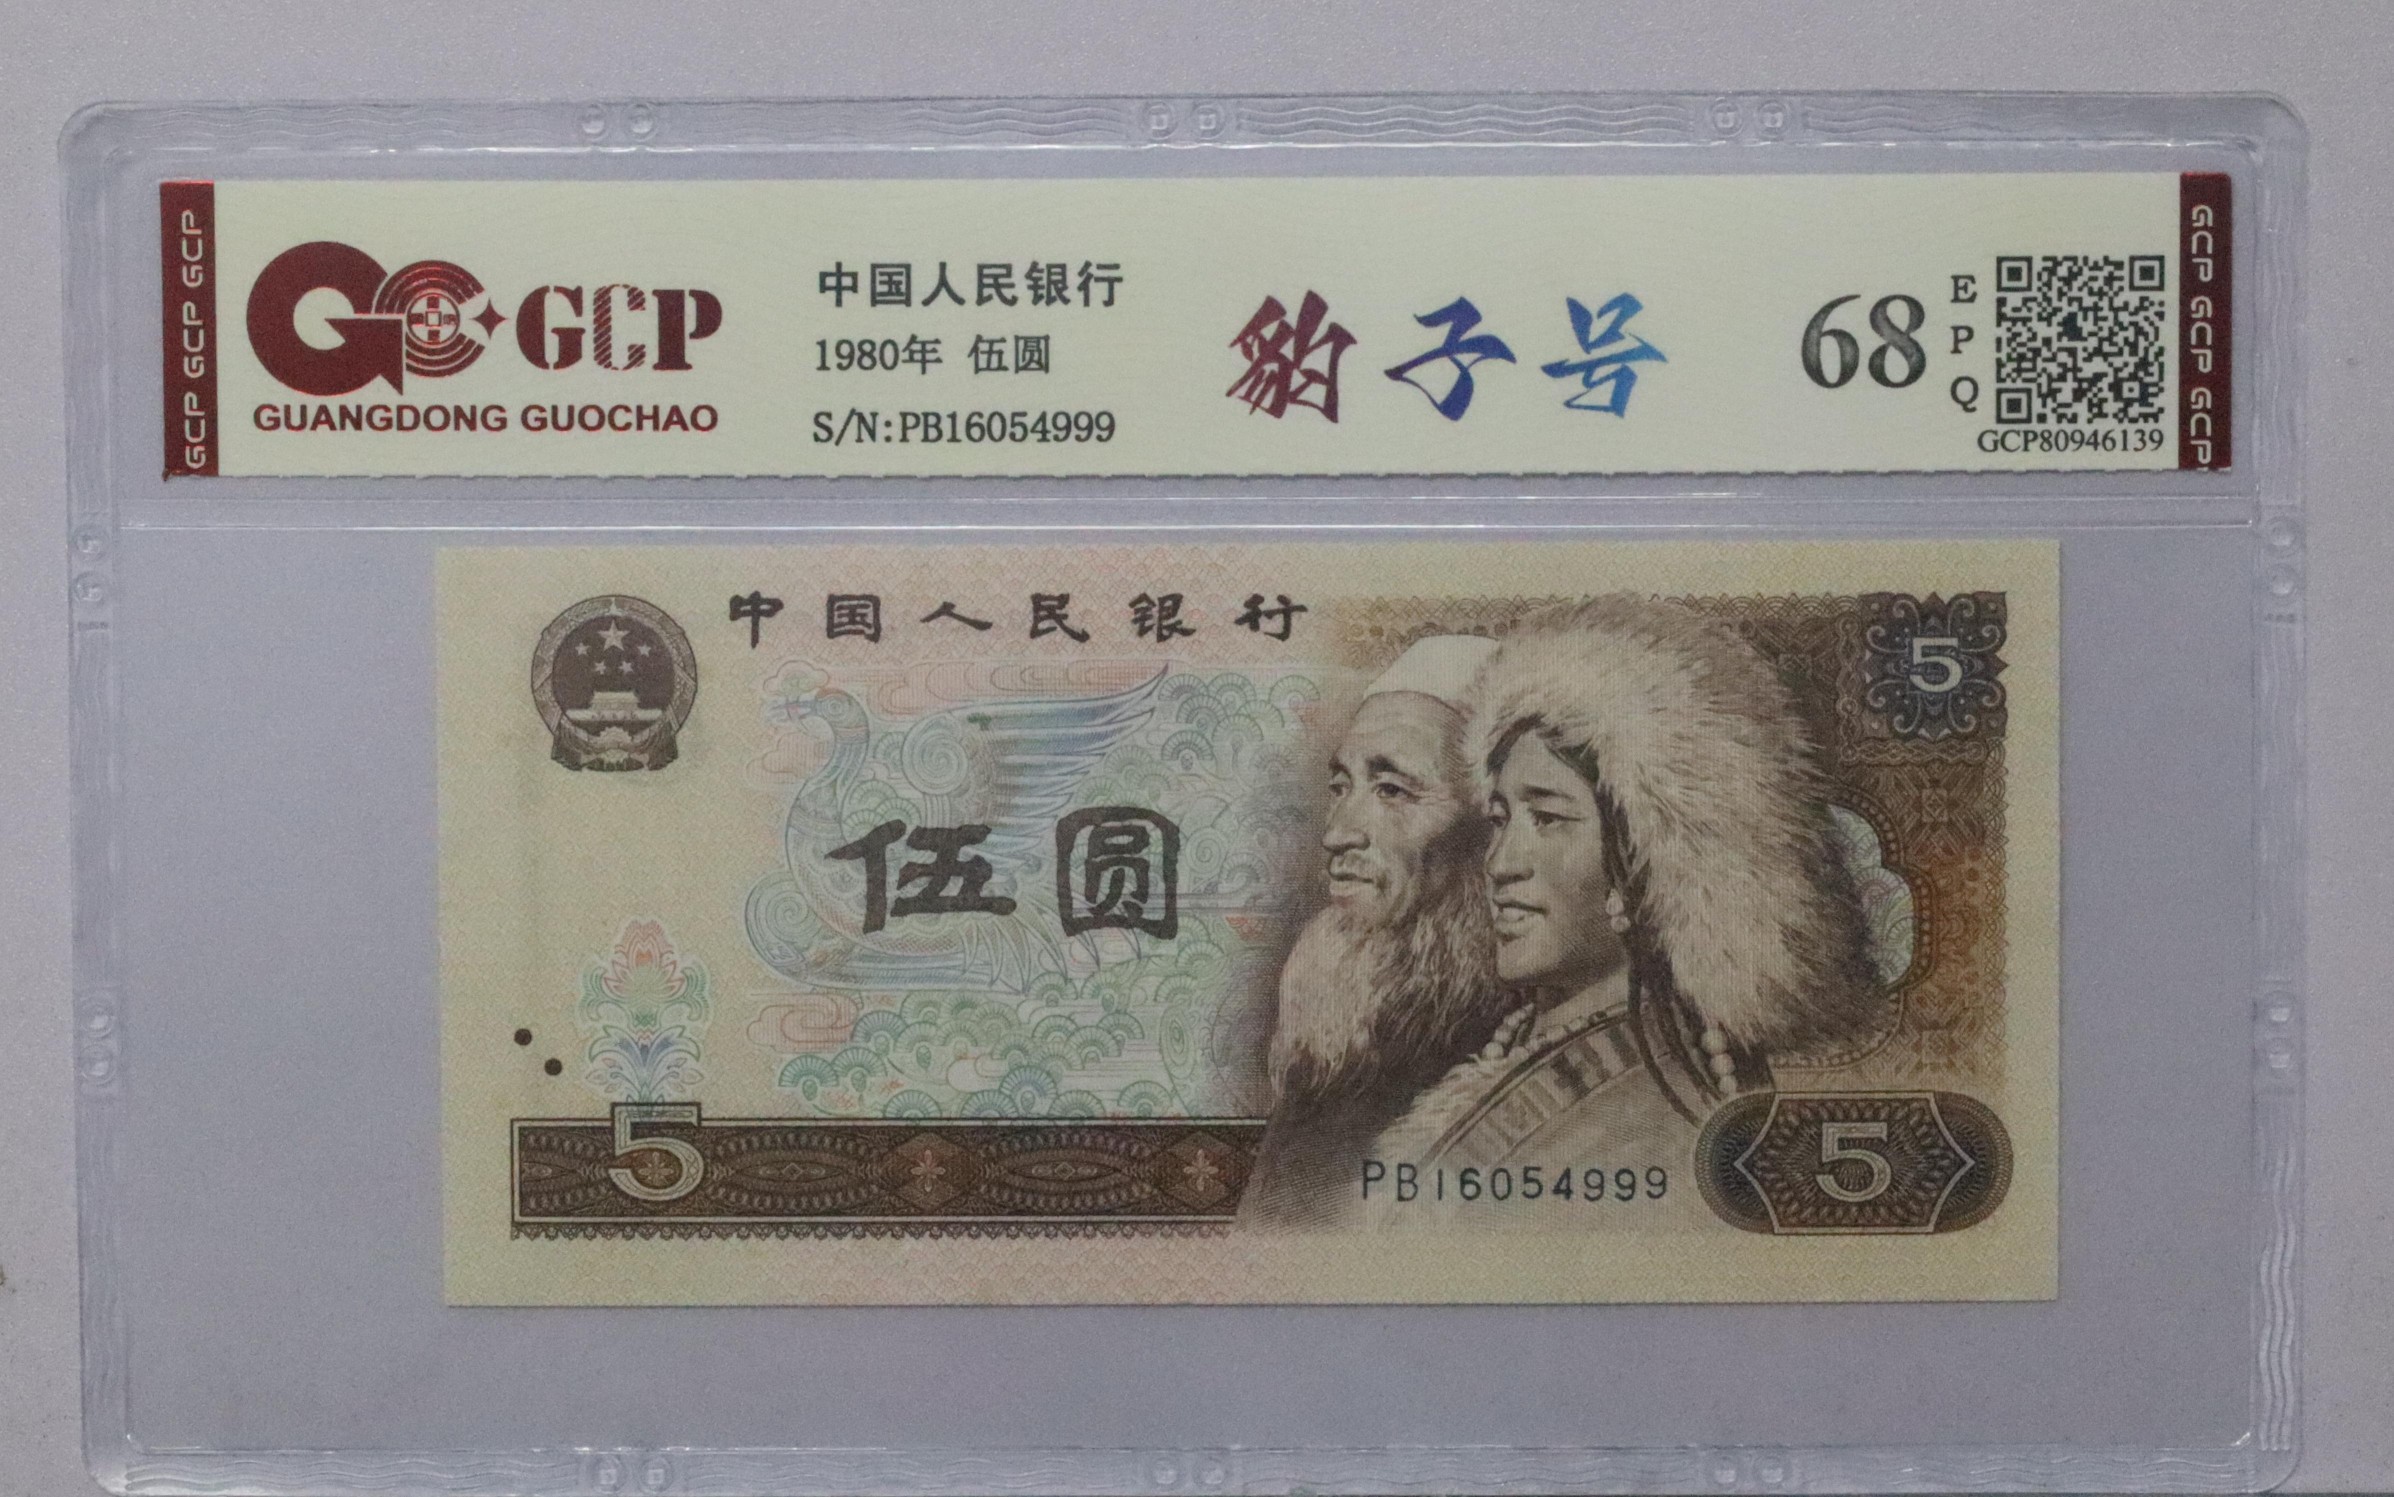 GCP GCP GCP
GCP
GUANGDONG GUOCHAO
中国人民银行
1980年 伍圆
S/N:PB16054999
豹子号
68
E
P
Q
GCP80946139
GCP GCP GCP GCP
中国人民银行
5
伍圆
5
PB16054999
5